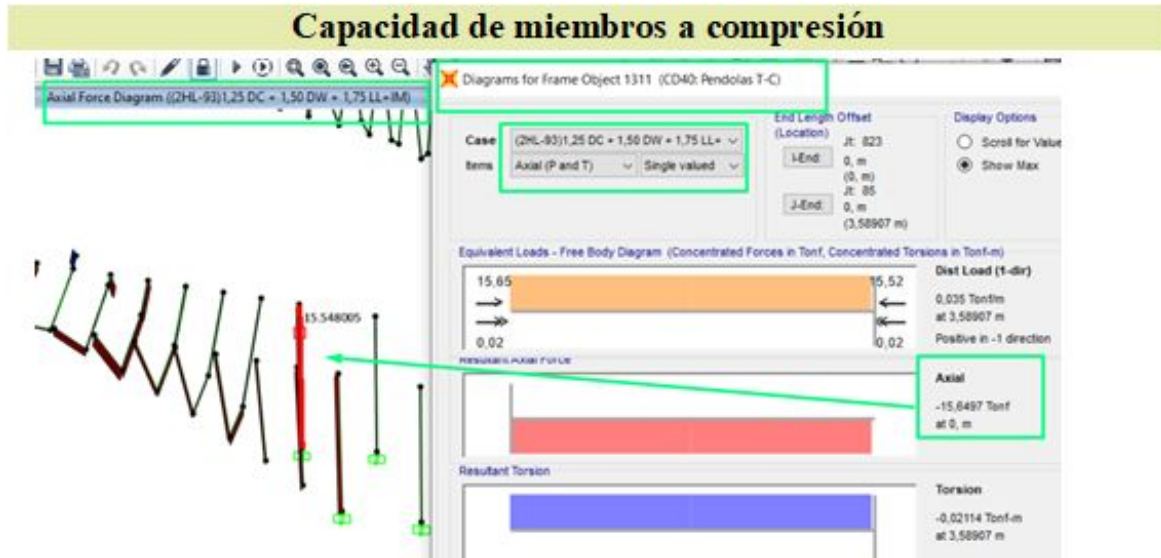 Capacidad de miembros a compresión
Axial Force Diagram ((2HL-93)1,25 DC + 1,50 DW + 1,75 LL+IM)
15.548005
Diagrams for Frame Object 1311 (CD40: Pendolas T-C)
Case
(2HL-93)1,25 DC + 1,50 DW + 1,75 LL+
Items
Axial (P and T)
Single valued
End Length Offset
(Location)
Jt: 823
I-End:
0, m
(0, m)
Jt: 85
J-End:
0, m
(3,58907 m)
Display Options
Scroll for Value
Show Max
Equivalent Loads - Free Body Diagram (Concentrated Forces in Tonf, Concentrated Torsions in Tonf-m)
15,65
15,52
0,02
0,02
Dist Load (1-dir)
0,035 Tonf/m
at 3,58907 m
Positive in -1 direction
Resultant Axial Force
Axial
-15,6497 Tonf
at 0, m
Resultant Torsion
Torsion
-0,02114 Tonf-m
at 3,58907 m